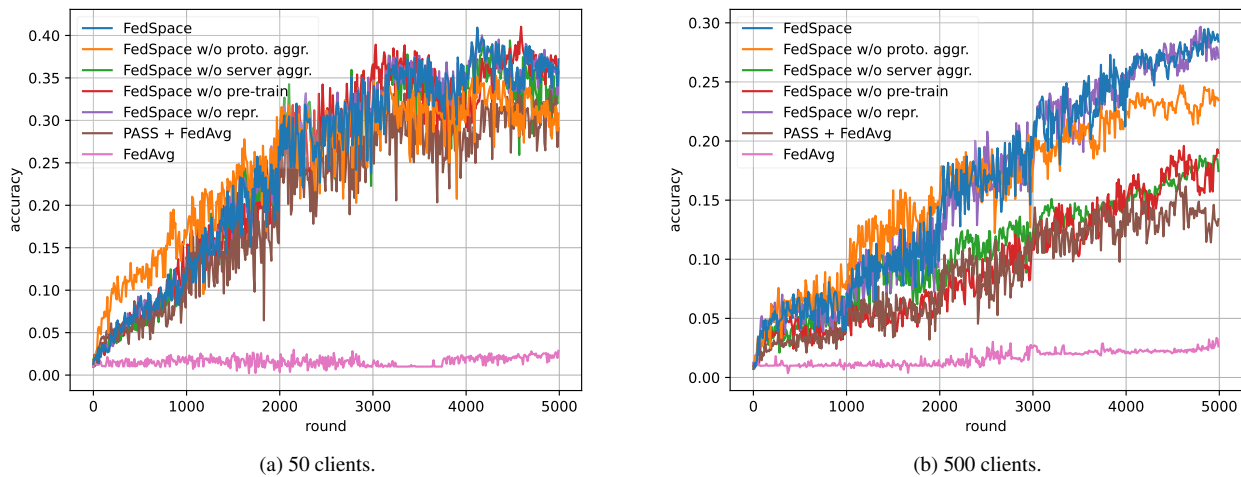 0.40
0.35
0.30
0.25
0.20
0.15
0.10
0.05
0.00
accuracy
FedSpace
FedSpace w/o proto. aggr.
FedSpace w/o server aggr.
FedSpace w/o pre-train
FedSpace w/o repr.
PASS + FedAvg
FedAvg
0 1000 2000 3000 4000 5000
round
(a) 50 clients.
0.30
0.25
0.20
0.15
0.10
0.05
0.00
accuracy
FedSpace
FedSpace w/o proto. aggr.
FedSpace w/o server aggr.
FedSpace w/o pre-train
FedSpace w/o repr.
PASS + FedAvg
FedAvg
0 1000 2000 3000 4000 5000
round
(b) 500 clients.